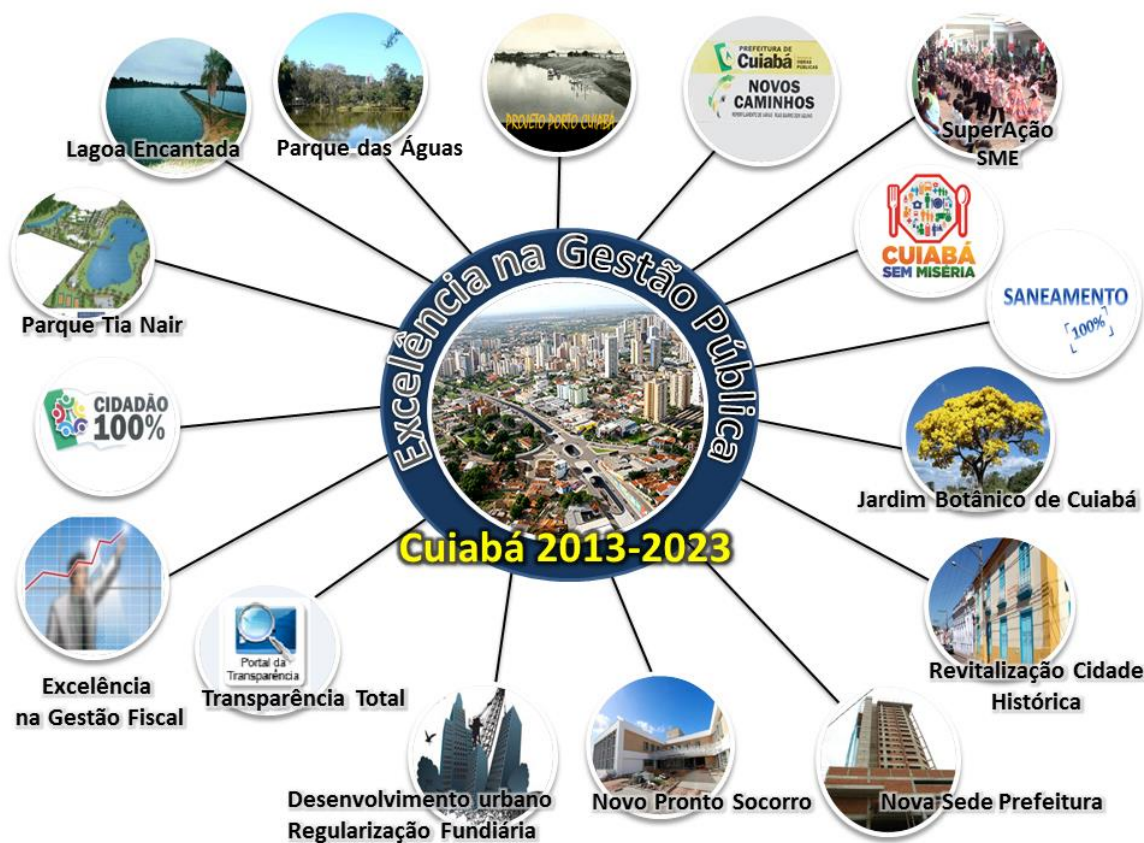 Excelência na Gestão Pública
Cuiabá 2013-2023
Lagoa Encantada
Parque das Águas
PROJETO PORTO CUIABÁ
PREFEITURA DE
Cuiabá
OBRAS
PÚBLICAS
NOVOS
CAMINHOS
SuperAção
SME
CUIABÁ
SEM MISÉRIA
SANEAMENTO
100%
Jardim Botânico de Cuiabá
Revitalização Cidade
Histórica
Nova Sede Prefeitura
Novo Pronto Socorro
Desenvolvimento urbano
Regularização Fundiária
Portal da
Transparência
Transparência Total
Excelência
na Gestão Fiscal
CIDADÃO
100%
Parque Tia Nair